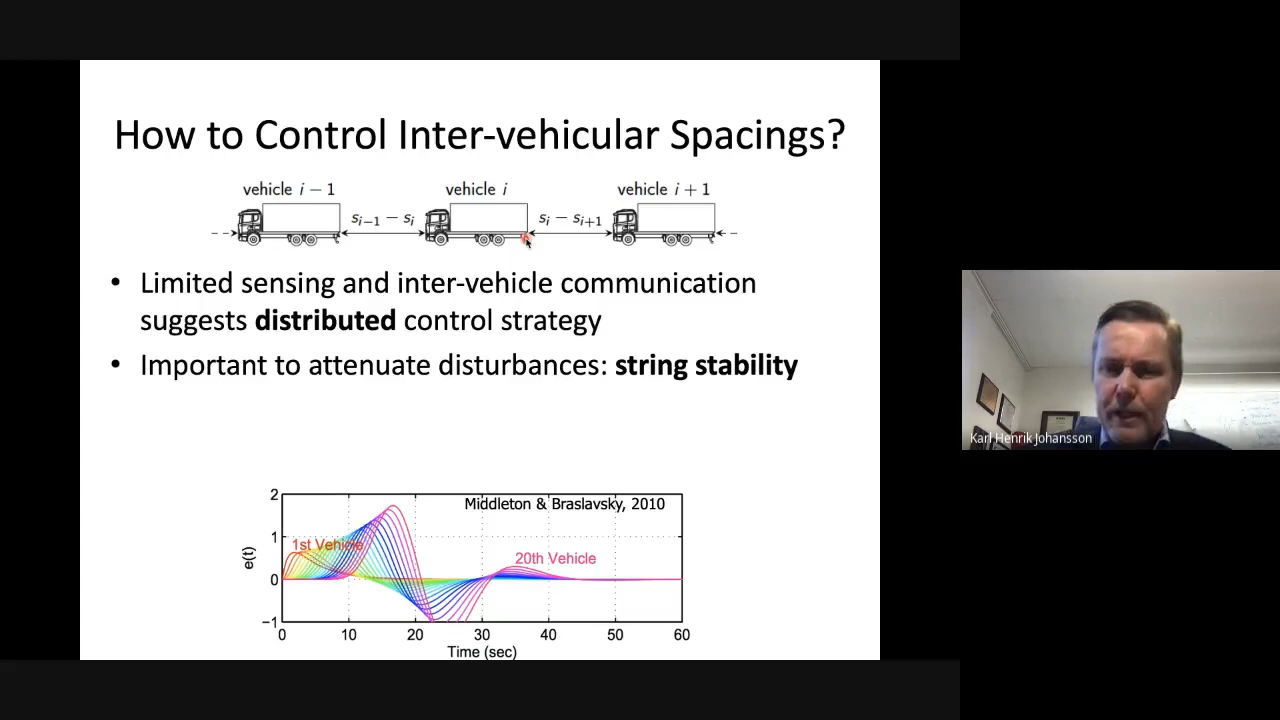 How to Control Inter-vehicular Spacings?
vehicle i − 1
vehicle i
vehicle i + 1
s_{i−1} − s_i
s_i − s_{i+1}
• Limited sensing and inter-vehicle communication
suggests distributed control strategy
• Important to attenuate disturbances: string stability
Karl Henrik Johansson
Middleton & Braslavsky, 2010
1st Vehicle
20th Vehicle
e(t)
2
1
0
−1
0 10 20 30 40 50 60
Time (sec)